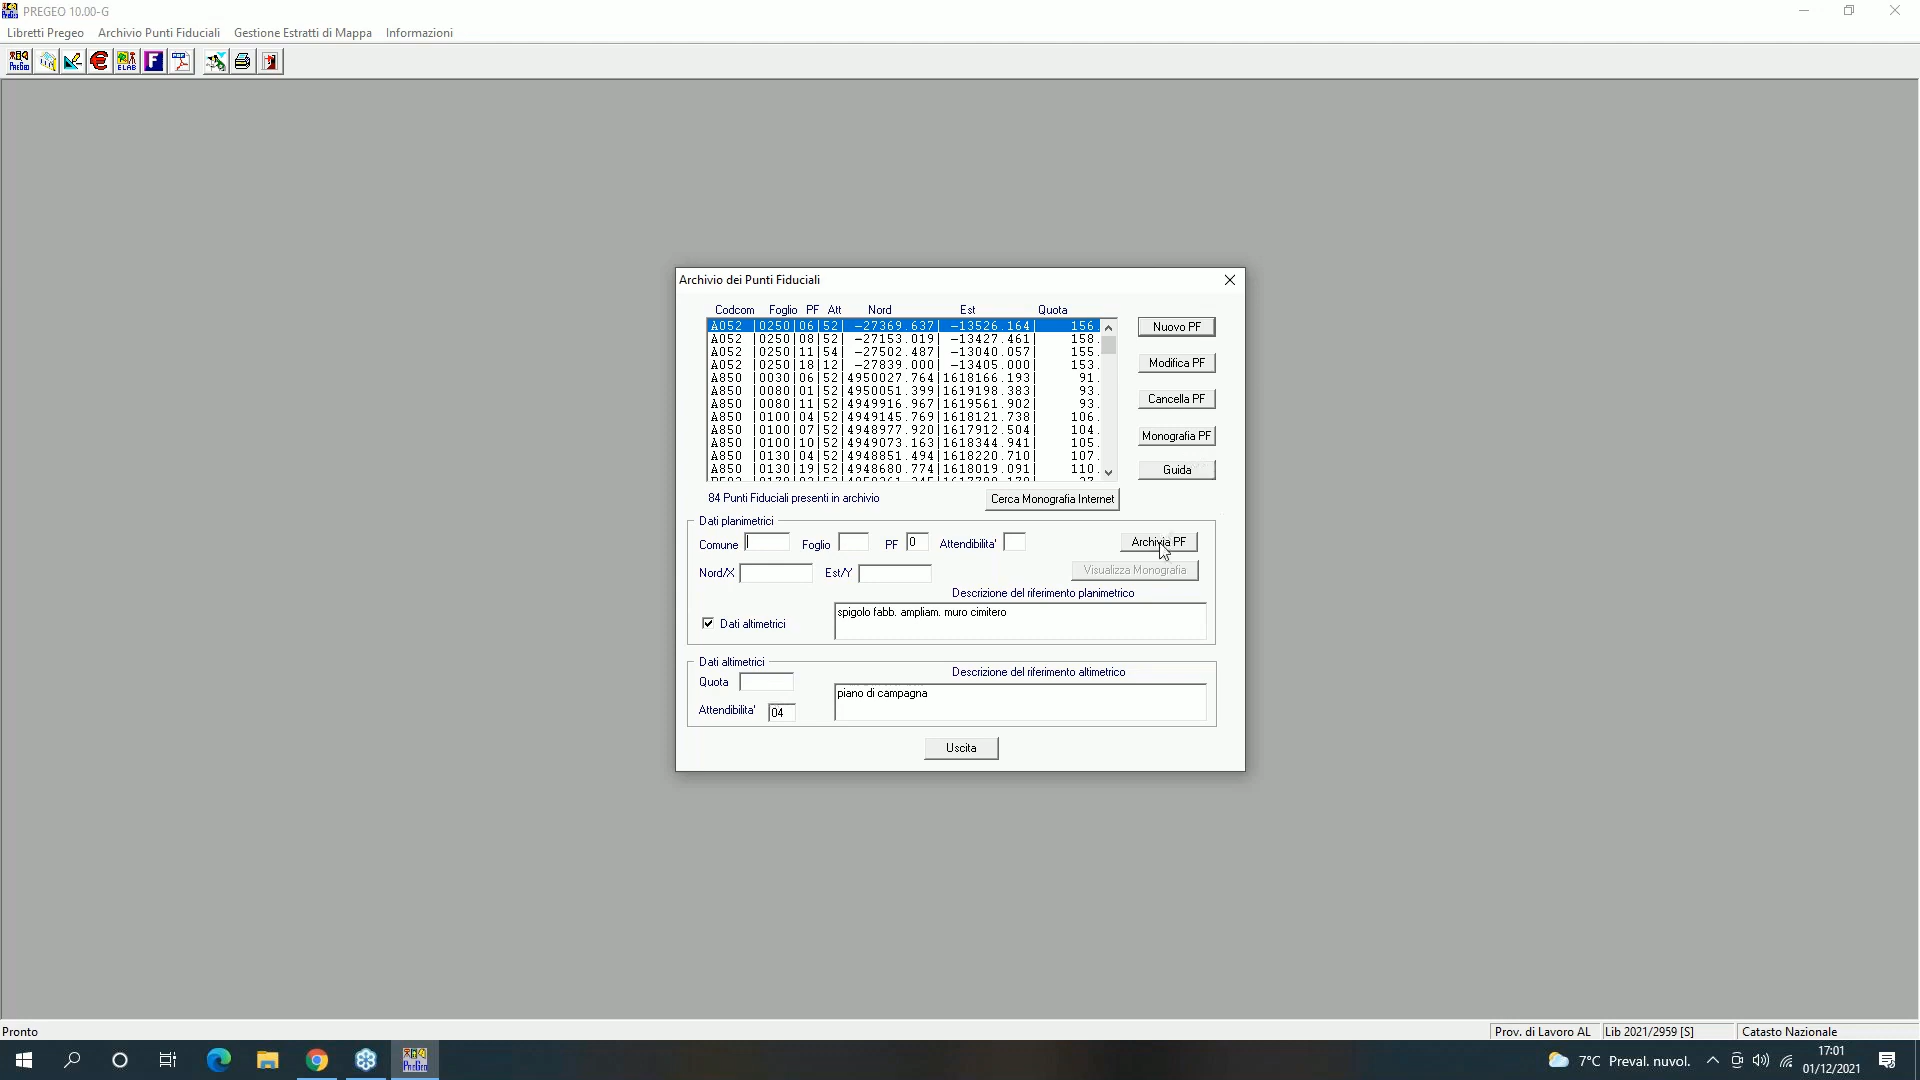 PREGEO 10.00-G
Libretti Pregeo Archivio Punti Fiduciali Gestione Estratti di Mappa Informazioni
Archivio dei Punti Fiduciali
Codcom Foglio PF Att Nord Est Quota
A052 |0250|06|52| -27369.637| -13526.164| 156.
A052 |0250|08|52| -27153.019| -13427.461| 158.
A052 |0250|11|54| -27502.487| -13040.057| 155.
A052 |0250|18|12| -27839.000| -13405.000| 153.
A850 |0030|06|52|4950027.764|1618166.193| 91.
A850 |0080|01|52|4950051.399|1619198.383| 93.
A850 |0080|11|52|4949916.967|1619561.902| 93.
A850 |0100|04|52|4949145.769|1618121.738| 106.
A850 |0100|07|52|4948977.920|1617912.504| 104.
A850 |0100|10|52|4949073.163|1618344.941| 105.
A850 |0130|04|52|4948851.494|1618220.710| 107.
A850 |0130|19|52|4948680.774|1618019.091| 110.
Nuovo PF
Modifica PF
Cancella PF
Monografia PF
Guida
84 Punti Fiduciali presenti in archivio
Cerca Monografia Internet
Dati planimetrici
Comune Foglio PF 0 Attendibilita' Archivia PF
Nord/X Est/Y Visualizza Monografia
Descrizione del riferimento planimetrico
spigolo fabb. ampliam. muro cimitero
Dati altimetrici
Dati altimetrici
Descrizione del riferimento altimetrico
Quota
piano di campagna
Attendibilita' 04
Uscita
Pronto
Prov. di Lavoro AL Lib 2021/2959 [S] Catasto Nazionale
7°C Preval. nuvol.
17:01
01/12/2021